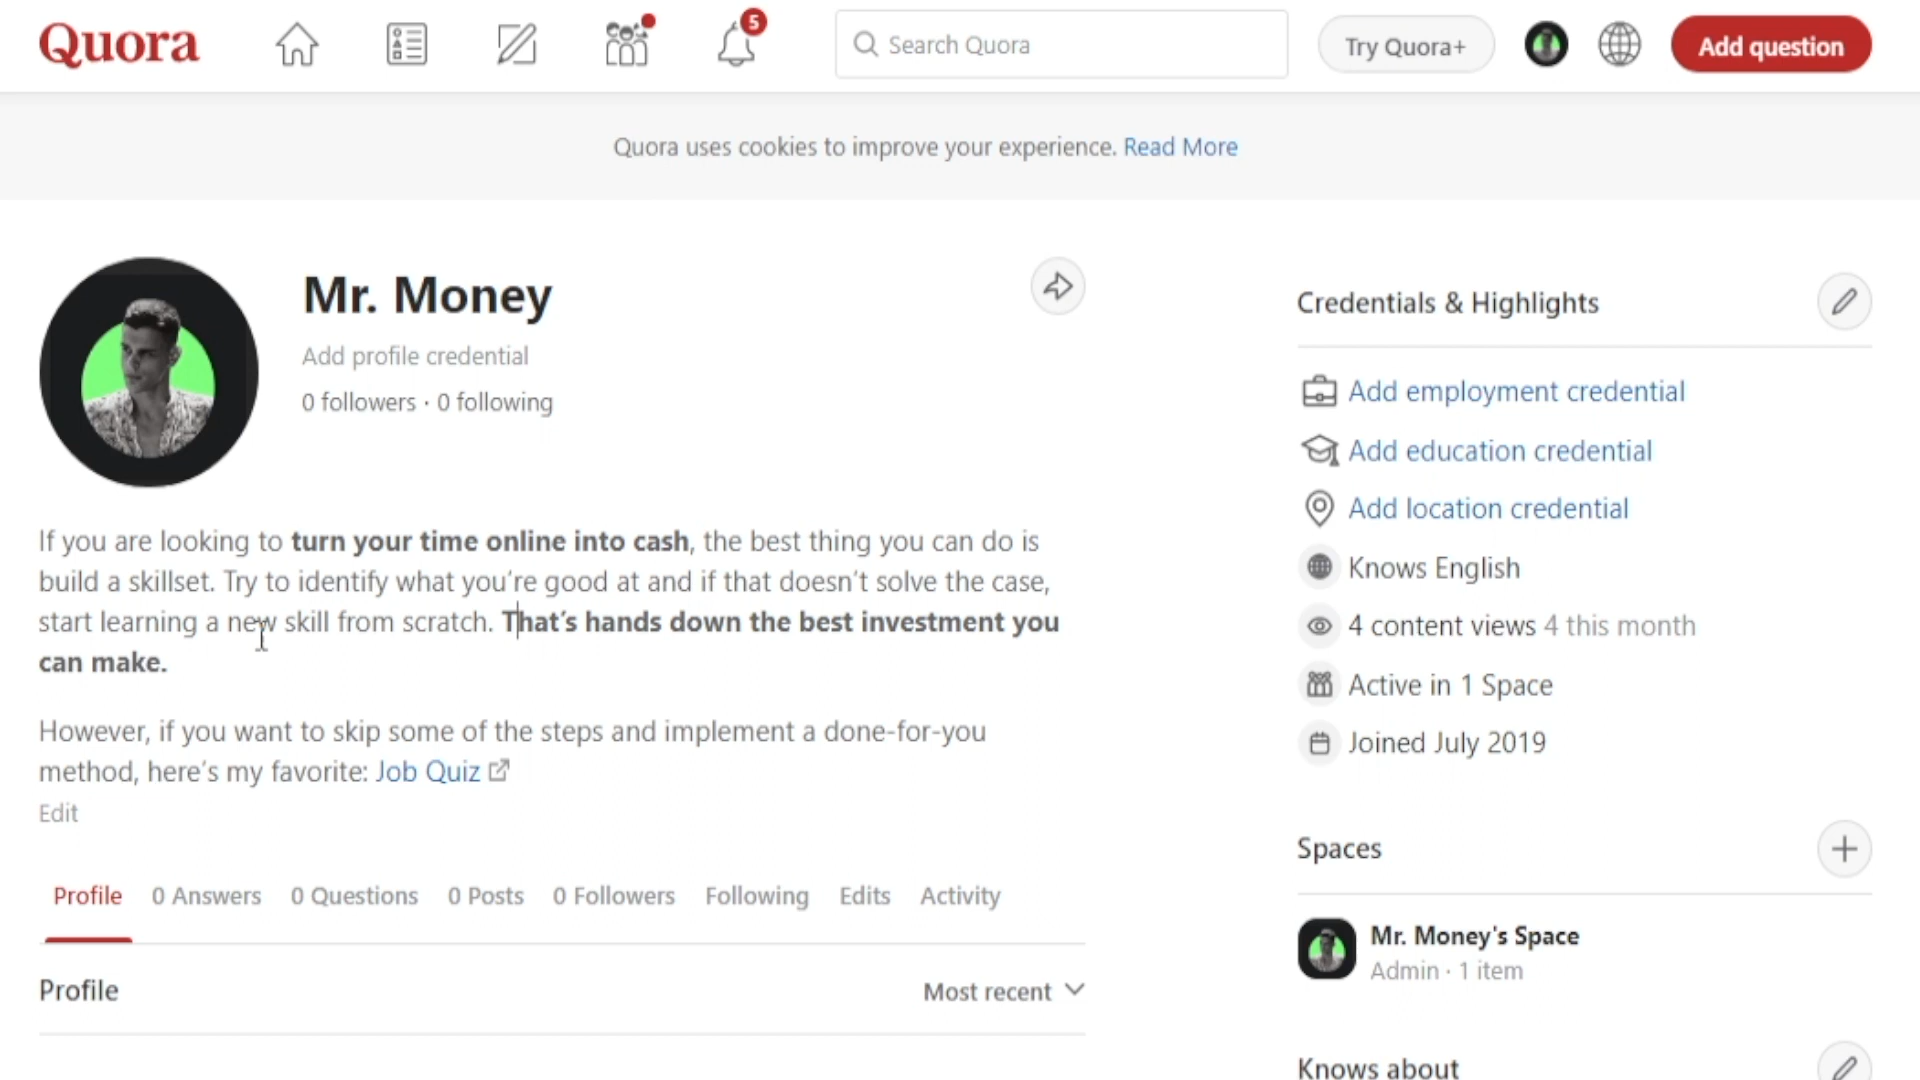 Quora
5
Search Quora
Try Quora+
Add question
Quora uses cookies to improve your experience. Read More
Mr. Money
Add profile credential
0 followers · 0 following
If you are looking to turn your time online into cash, the best thing you can do is
build a skillset. Try to identify what you're good at and if that doesn't solve the case,
start learning a new skill from scratch. That's hands down the best investment you
can make.
However, if you want to skip some of the steps and implement a done-for-you
method, here's my favorite: Job Quiz
Edit
Profile 0 Answers 0 Questions 0 Posts 0 Followers Following Edits Activity
Profile
Most recent
Credentials & Highlights
Add employment credential
Add education credential
Add location credential
Knows English
4 content views 4 this month
Active in 1 Space
Joined July 2019
Spaces
Mr. Money's Space
Admin · 1 item
Knows about